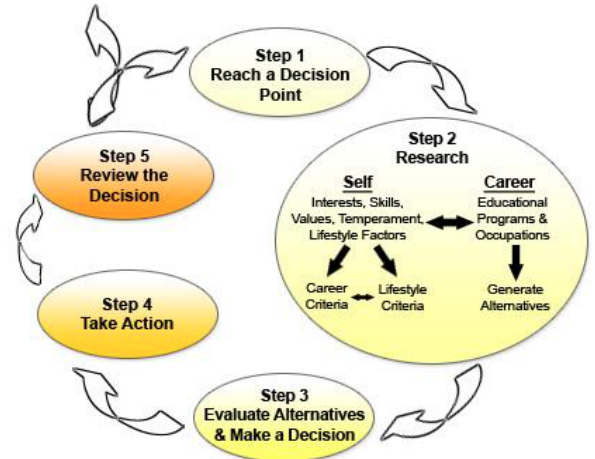 Step 1
Reach a Decision
Point
Step 2
Research
Self
Interests, Skills,
Values, Temperament,
Lifestyle Factors
Career
Educational
Programs &
Occupations
Career
Criteria
Lifestyle
Criteria
Generate
Alternatives
Step 3
Evaluate Alternatives
& Make a Decision
Step 4
Take Action
Step 5
Review the
Decision